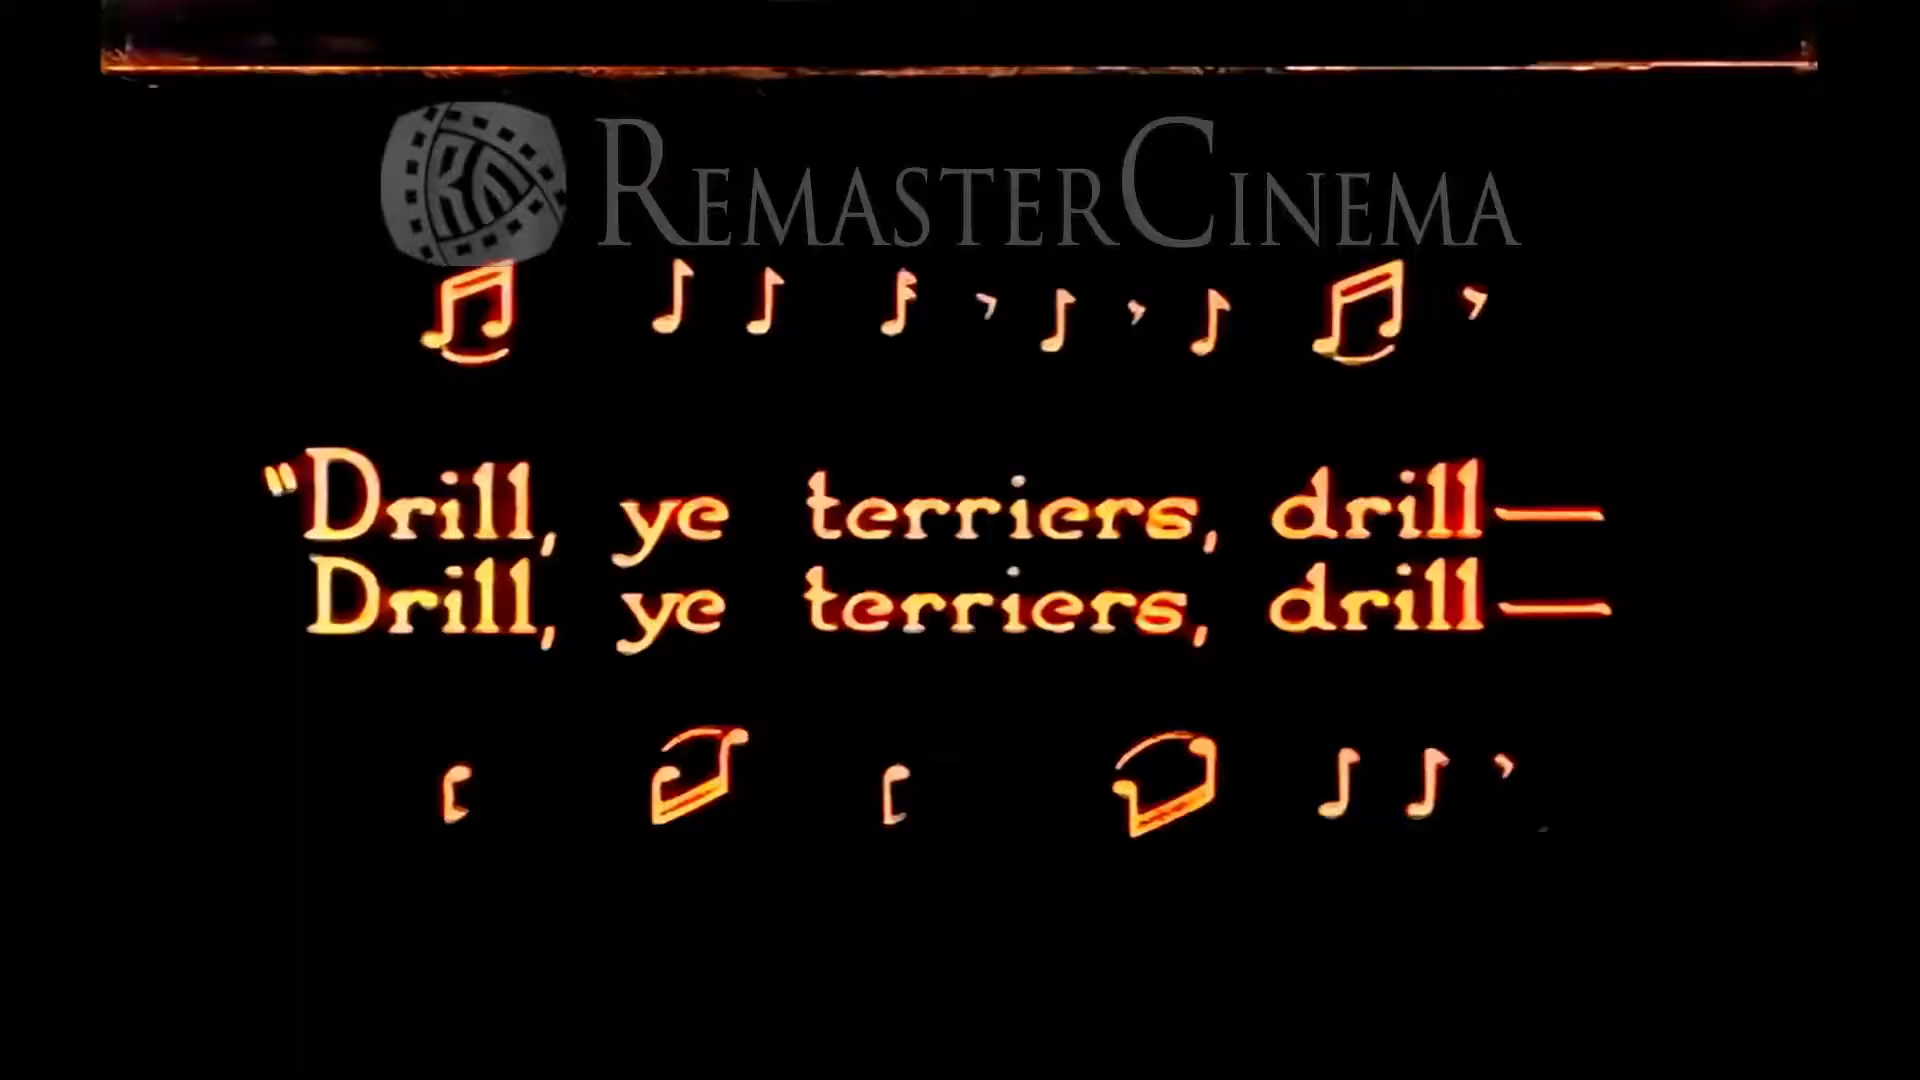 REMASTERCINEMA
"Drill, ye terriers, drill—
Drill, ye terriers, drill—